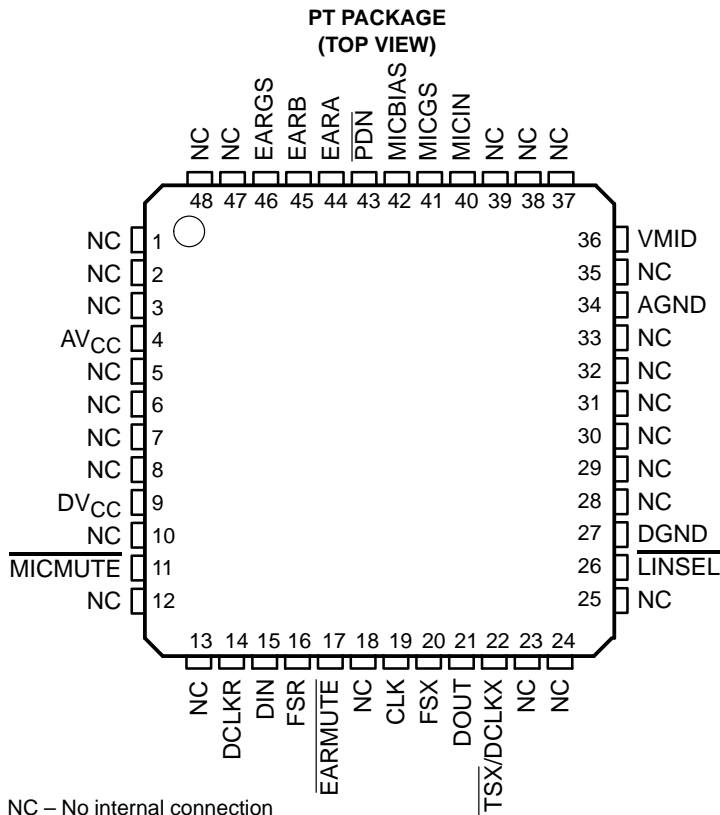 PT PACKAGE
(TOP VIEW)
NC
NC
EARGS
EARB
EARA
PDN
MICBIAS
MICGS
MICIN
NC
NC
NC
48 47 46 45 44 43 42 41 40 39 38 37
NC 1
NC 2
NC 3
AVCC 4
NC 5
NC 6
NC 7
NC 8
DVCC 9
NC 10
MICMUTE 11
NC 12
36 VMID
35 NC
34 AGND
33 NC
32 NC
31 NC
30 NC
29 NC
28 NC
27 DGND
26 LINSEL
25 NC
13 14 15 16 17 18 19 20 21 22 23 24
NC
DCLKR
DIN
FSR
EARMUTE
NC
CLK
FSX
DOUT
TSX/DCLKX
NC
NC
NC – No internal connection